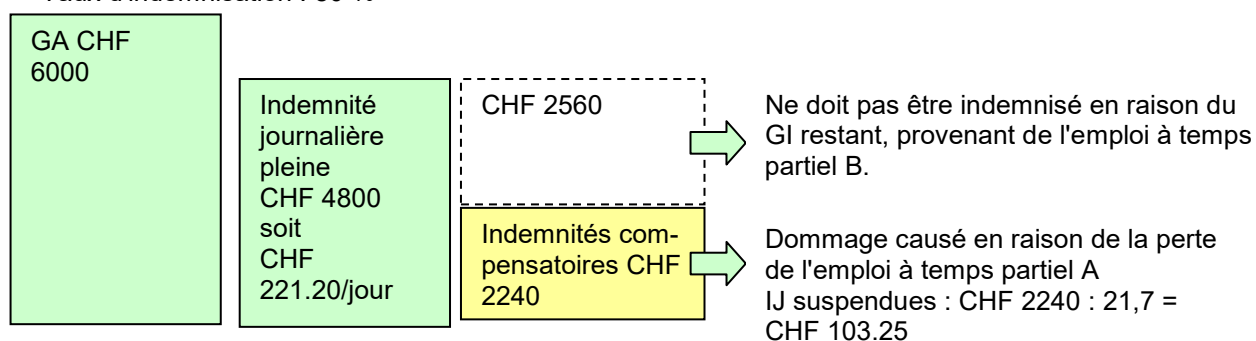 GA CHF
6000
Indemnité
journalière
pleine
CHF 4800
soit
CHF
221.20/jour
CHF 2560
Ne doit pas être indemnisé en raison du
GI restant, provenant de l'emploi à temps
partiel B.
Indemnités com-
pensatoires CHF
2240
Dommage causé en raison de la perte
de l'emploi à temps partiel A
IJ suspendues : CHF 2240 : 21,7 =
CHF 103.25